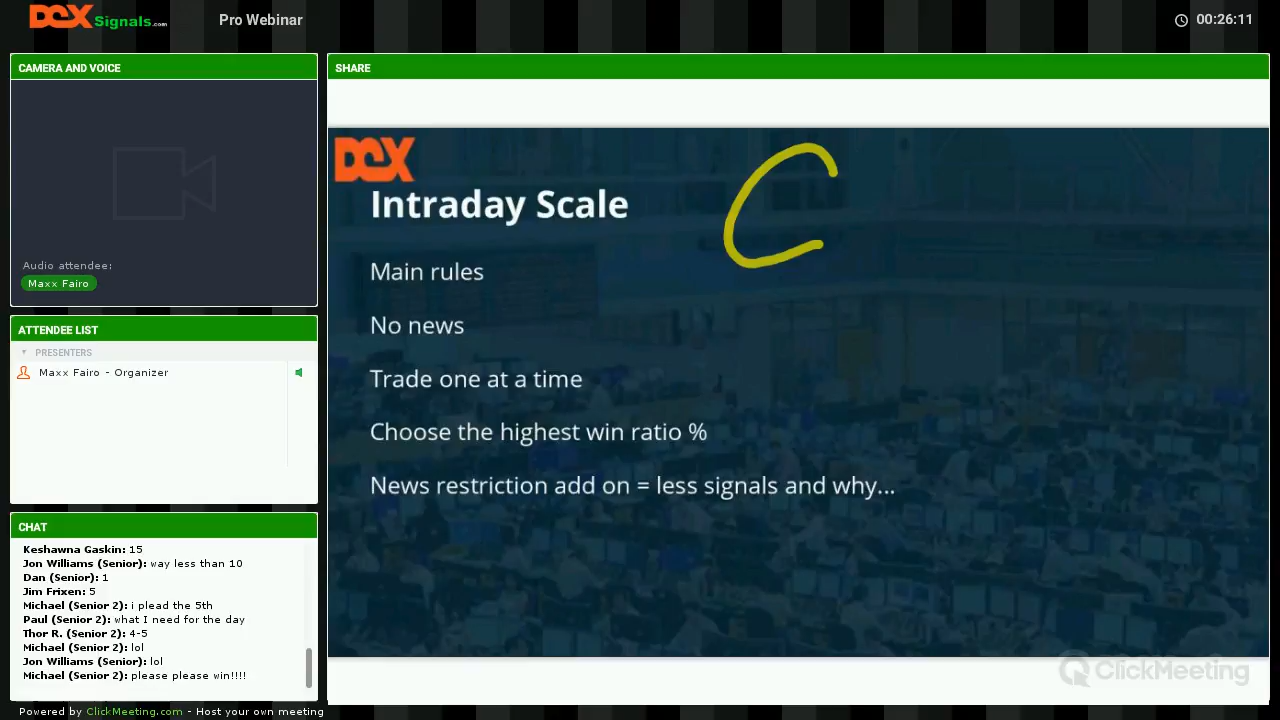 DCX Signals.com
Pro Webinar
00:26:11
CAMERA AND VOICE
Audio attendee:
Maxx Fairo
ATTENDEE LIST
PRESENTERS
Maxx Fairo - Organizer
CHAT
Keshawna Gaskin: 15
Jon Williams (Senior): way less than 10
Dan (Senior): 1
Jim Frixen: 5
Michael (Senior 2): i plead the 5th
Paul (Senior 2): what I need for the day
Thor R. (Senior 2): 4-5
Michael (Senior 2): lol
Jon Williams (Senior): lol
Michael (Senior 2): please please win!!!!
Powered by ClickMeeting.com - Host your own meeting
SHARE
DCX
C
Intraday Scale
Main rules
No news
Trade one at a time
Choose the highest win ratio %
News restriction add on = less signals and why...
ClickMeeting